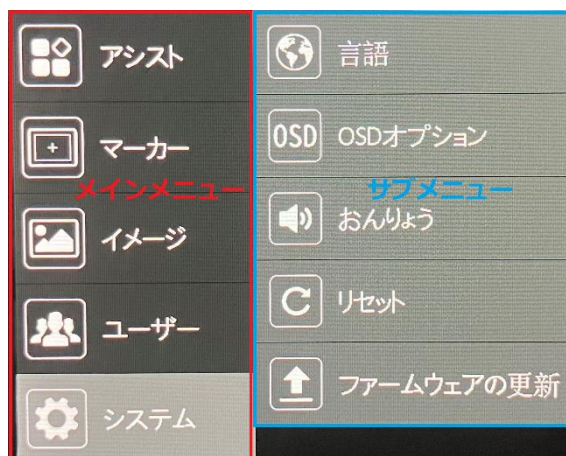 アシスト
マーカー
メインメニュー
イメージ
ユーザー
システム
言語
OSD OSDオプション
サブメニュー
おんりょう
リセット
ファームウェアの更新